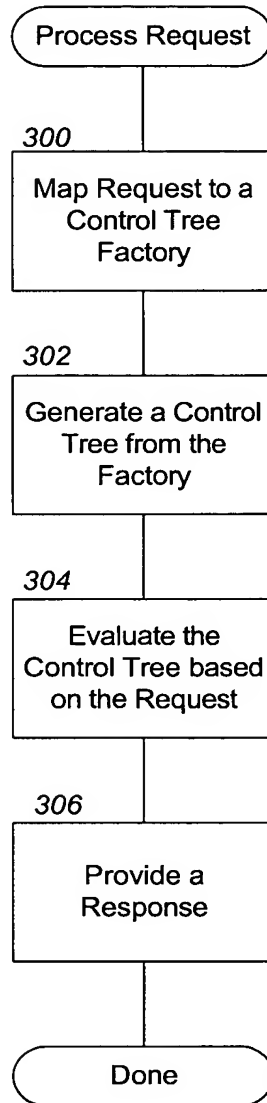 Process Request
300
Map Request to a
Control Tree
Factory
302
Generate a Control
Tree from the
Factory
304
Evaluate the
Control Tree based
on the Request
306
Provide a
Response
Done